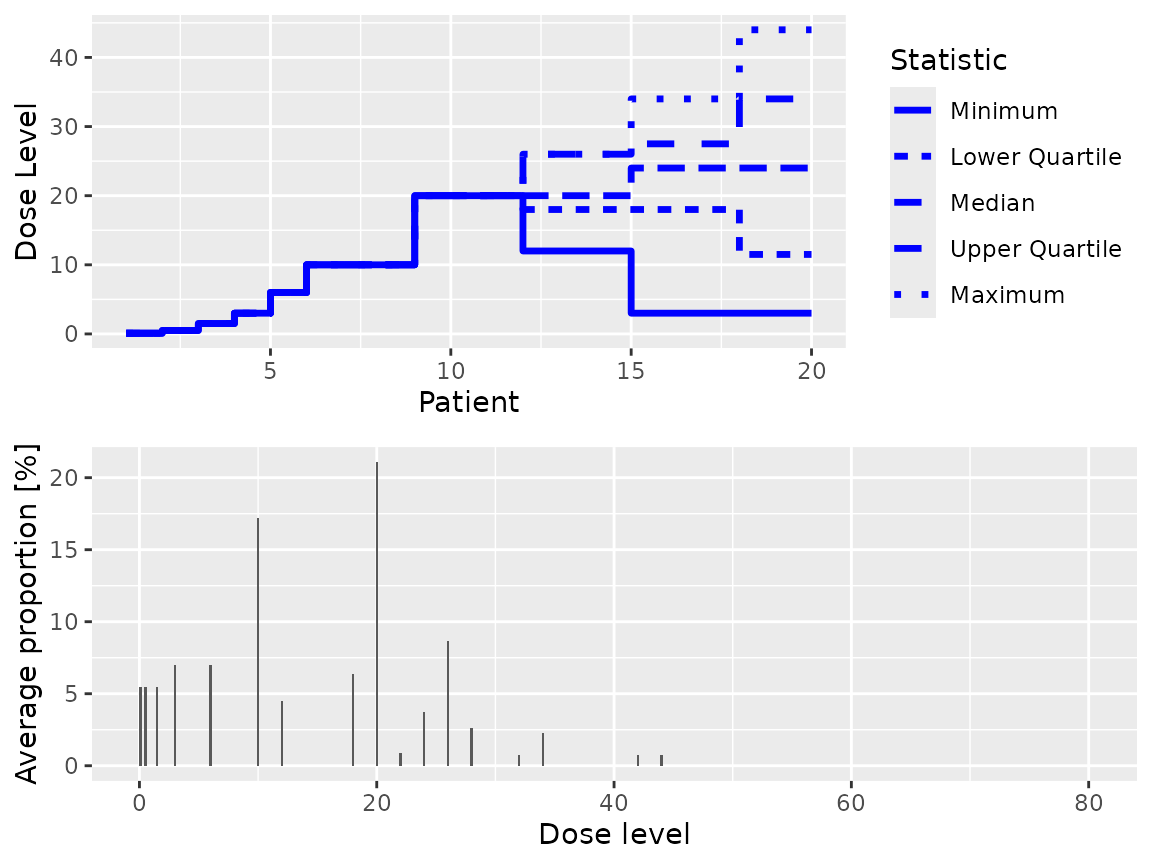 Dose Level
40
30
20
10
0
5
10
15
20
Patient
Statistic
Minimum
Lower Quartile
Median
Upper Quartile
Maximum
Average proportion [%]
20
15
10
5
0
0
20
40
60
80
Dose level